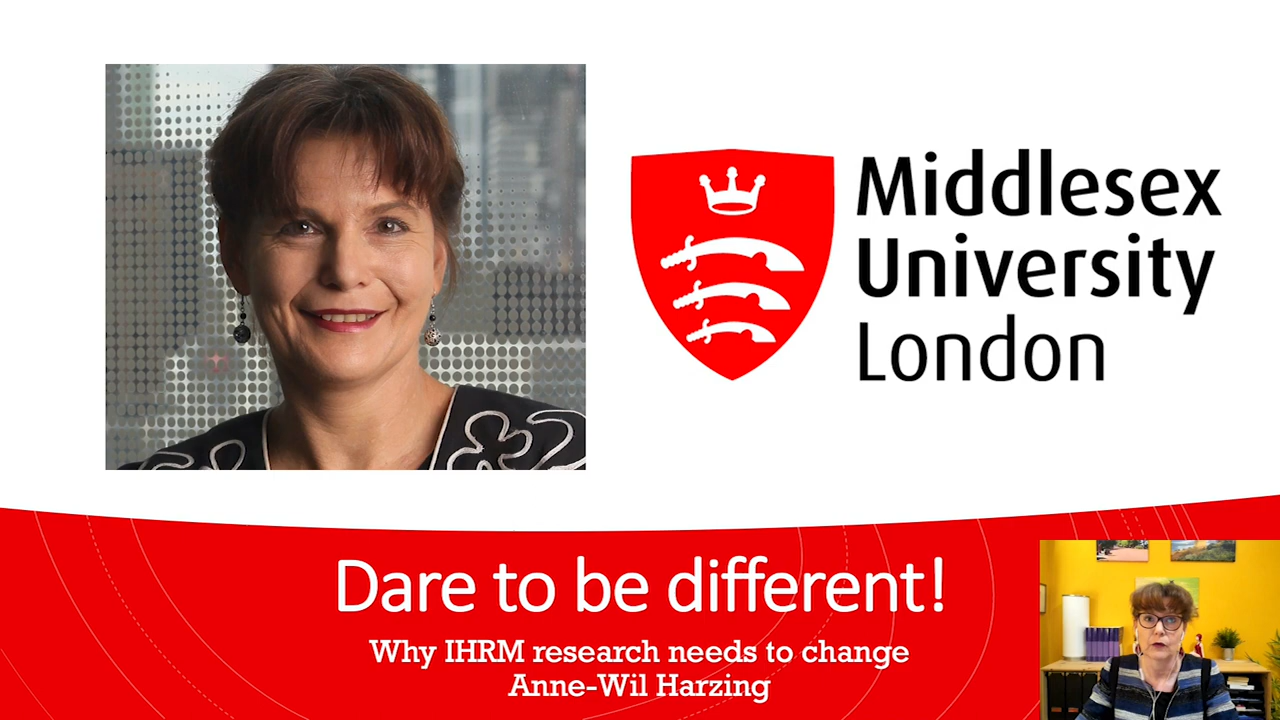 Middlesex
University
London
Dare to be different!
Why IHRM research needs to change
Anne-Wil Harzing